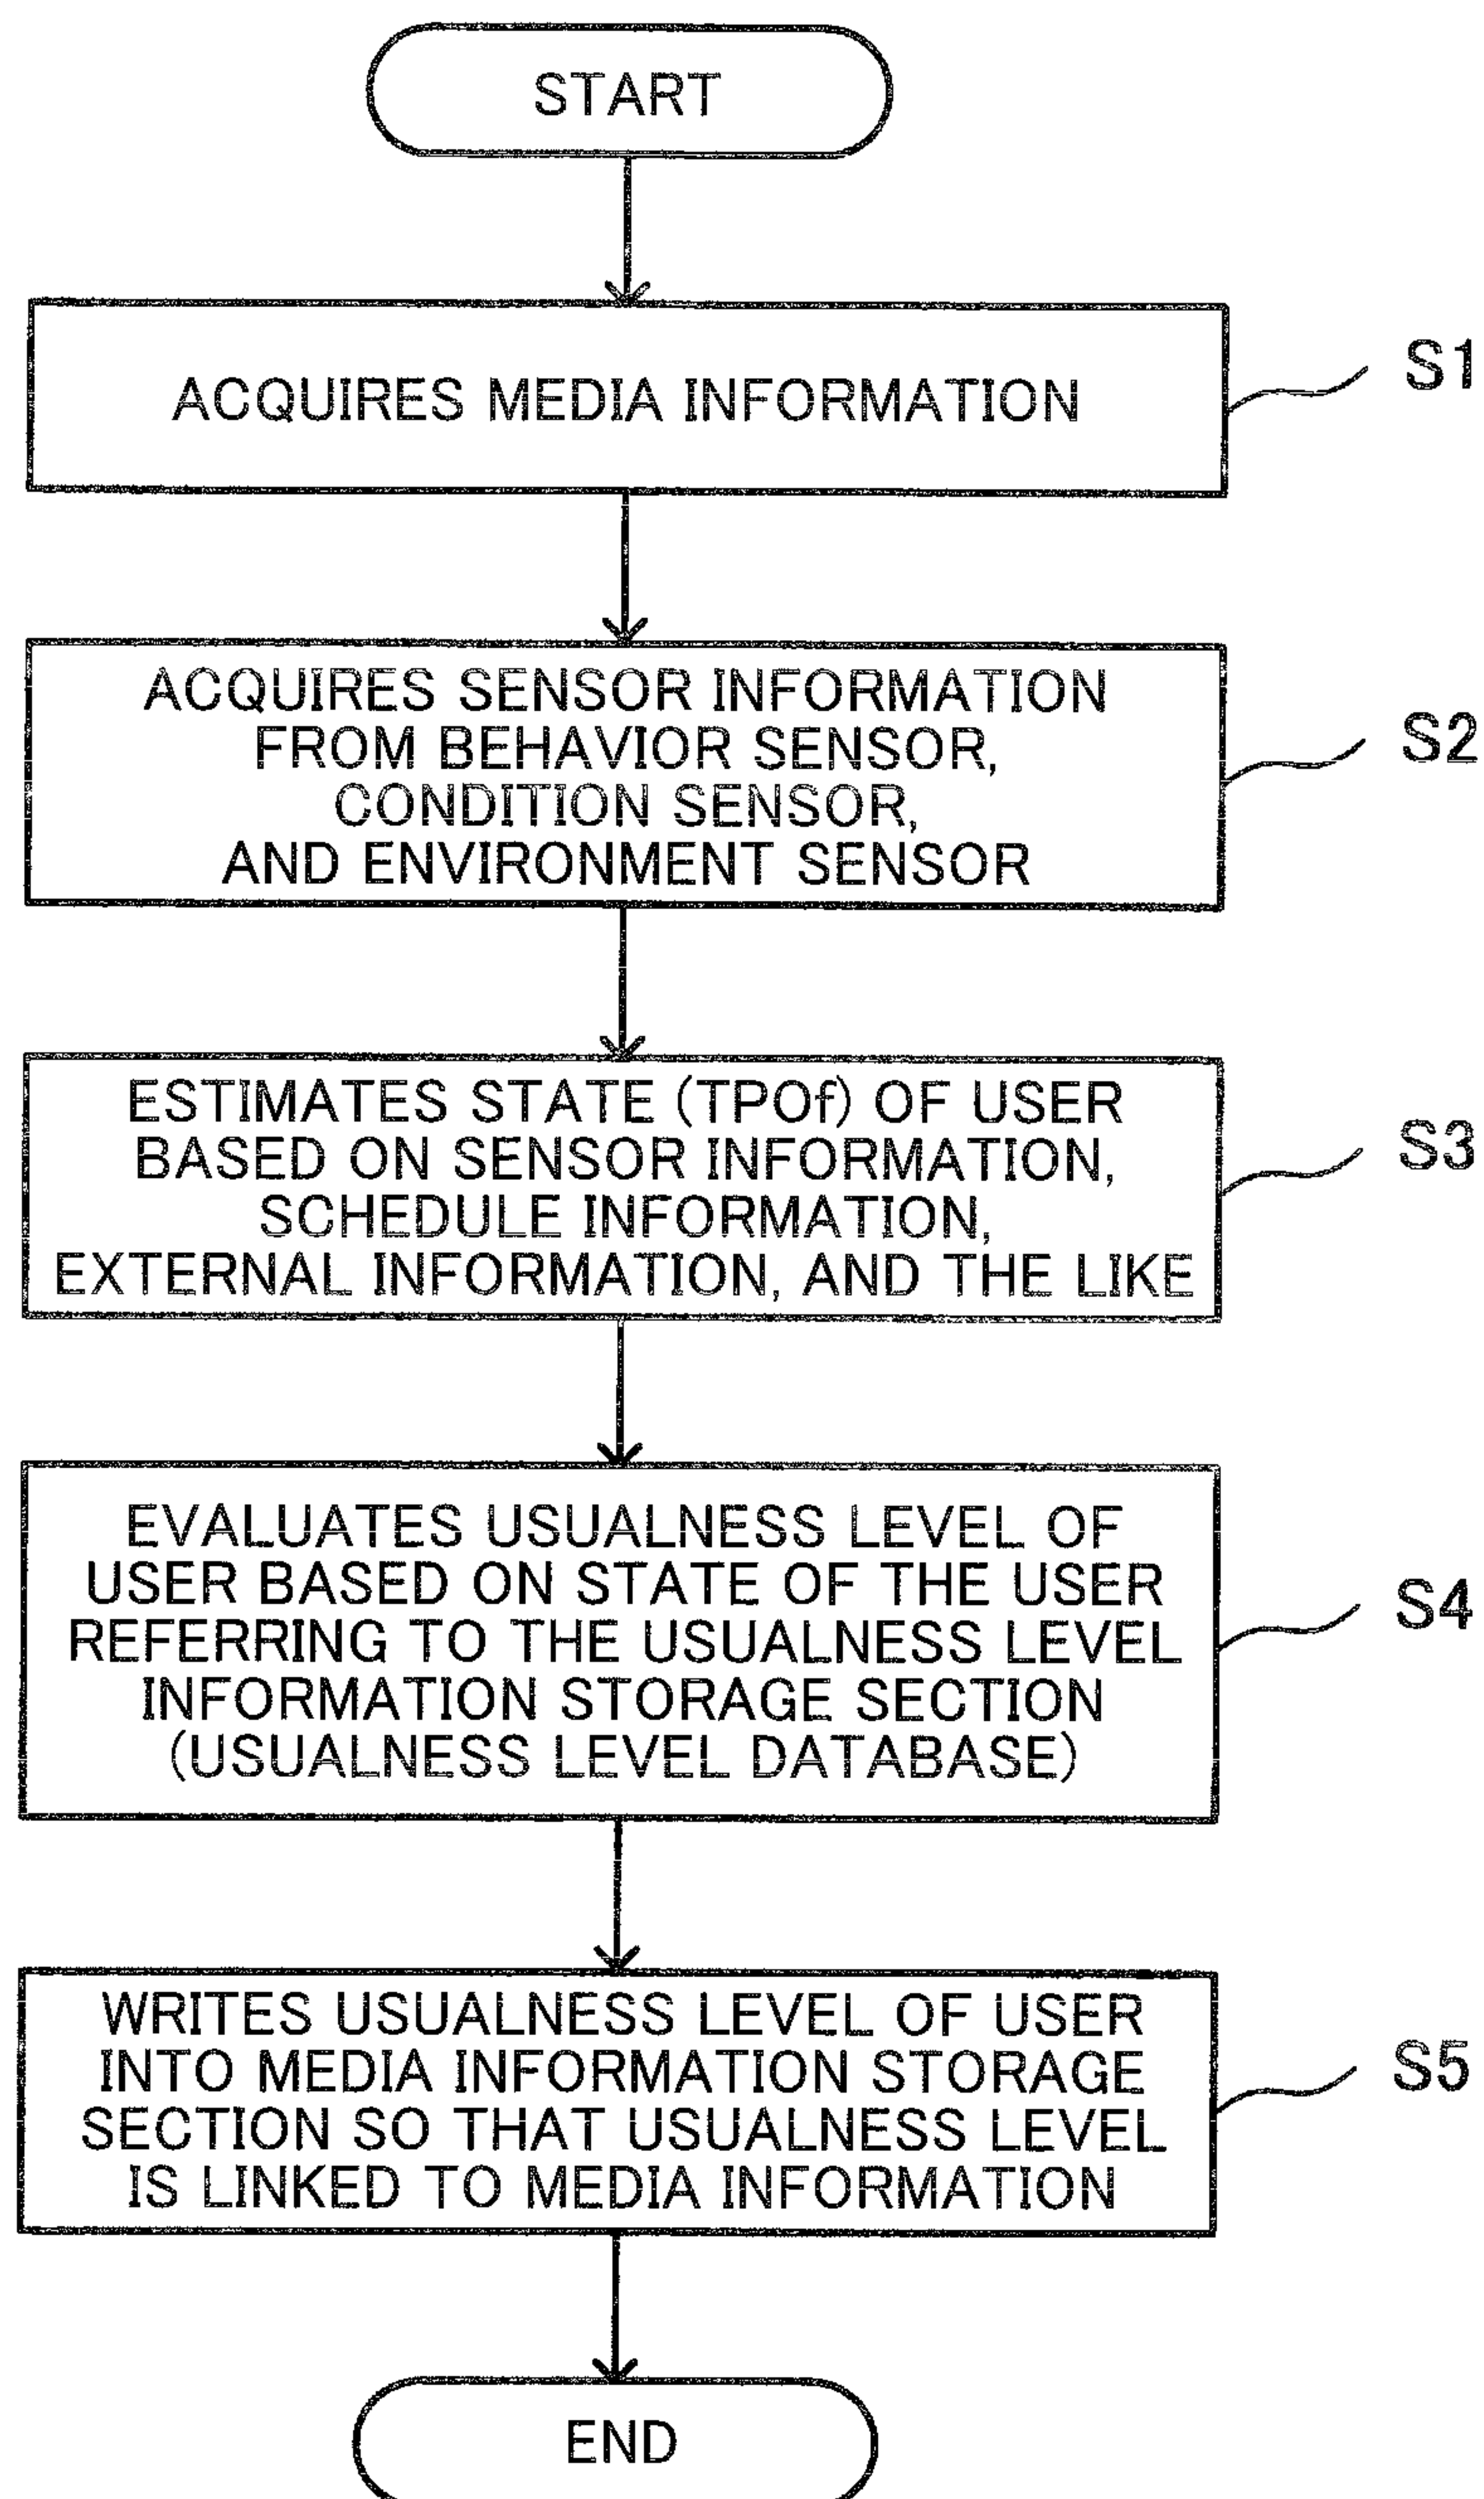 START
ACQUIRES MEDIA INFORMATION
S1
ACQUIRES SENSOR INFORMATION
FROM BEHAVIOR SENSOR,
CONDITION SENSOR,
AND ENVIRONMENT SENSOR
S2
ESTIMATES STATE (TPOf) OF USER
BASED ON SENSOR INFORMATION,
SCHEDULE INFORMATION,
EXTERNAL INFORMATION, AND THE LIKE
S3
EVALUATES USUALNESS LEVEL OF
USER BASED ON STATE OF THE USER
REFERRING TO THE USUALNESS LEVEL
INFORMATION STORAGE SECTION
(USUALNESS LEVEL DATABASE)
S4
WRITES USUALNESS LEVEL OF USER
INTO MEDIA INFORMATION STORAGE
SECTION SO THAT USUALNESS LEVEL
IS LINKED TO MEDIA INFORMATION
S5
END